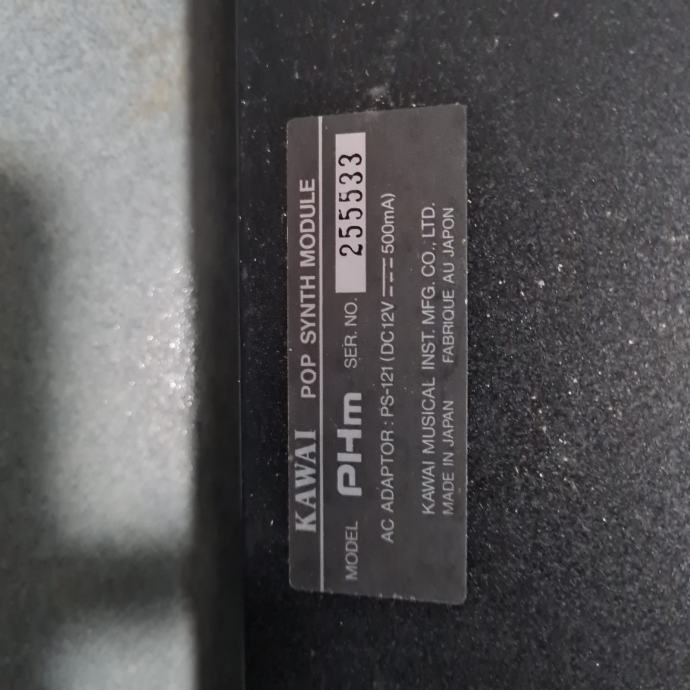 KAWAI POP SYNTH MODULE
MODEL PHm SER. NO. 255533
AC ADAPTOR : PS-121 (DC12V ⎓ 500mA)
KAWAI MUSICAL INST. MFG. CO., LTD.
MADE IN JAPAN FABRIQUE AU JAPON